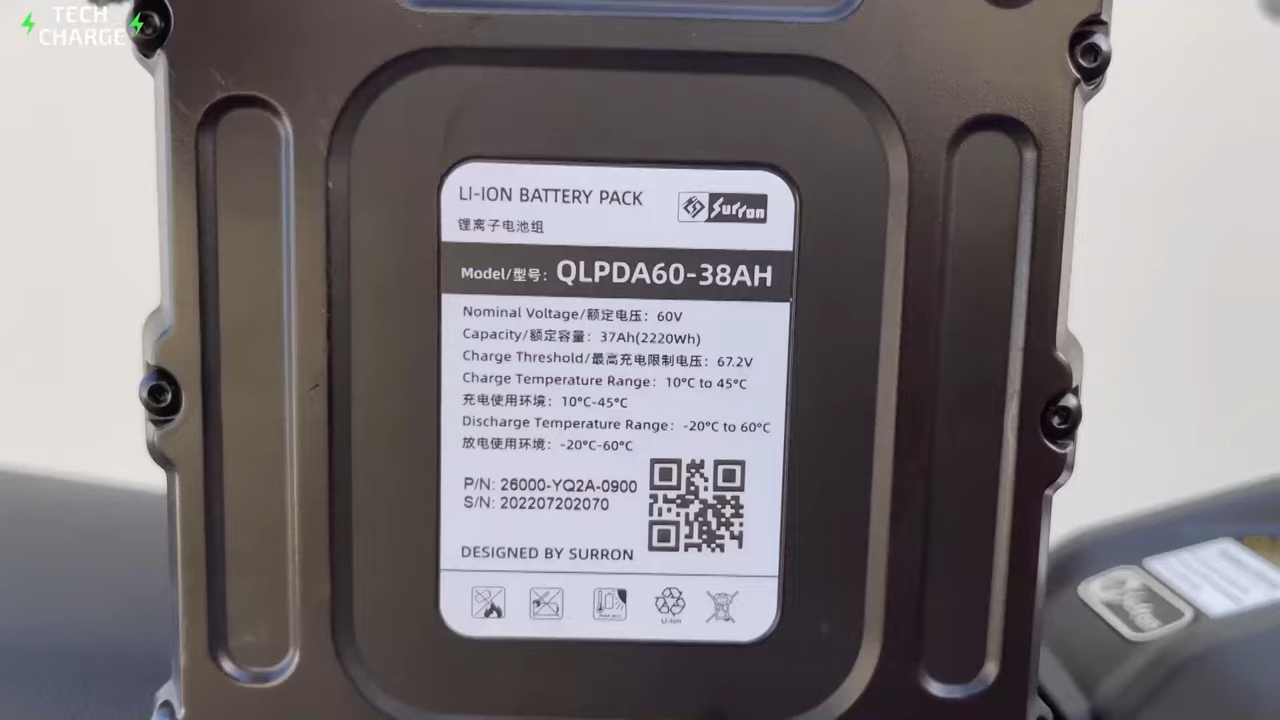 TECH
CHARGE
LI-ION BATTERY PACK
锂离子电池组
Surron
Model/型号: QLPDA60-38AH
Nominal Voltage/额定电压: 60V
Capacity/额定容量: 37Ah(2220Wh)
Charge Threshold/最高充电限制电压: 67.2V
Charge Temperature Range: 10°C to 45°C
充电使用环境: 10°C-45°C
Discharge Temperature Range: -20°C to 60°C
放电使用环境: -20°C-60°C
P/N: 26000-YQ2A-0900
S/N: 202207202070
DESIGNED BY SURRON
Li-ion
Surron